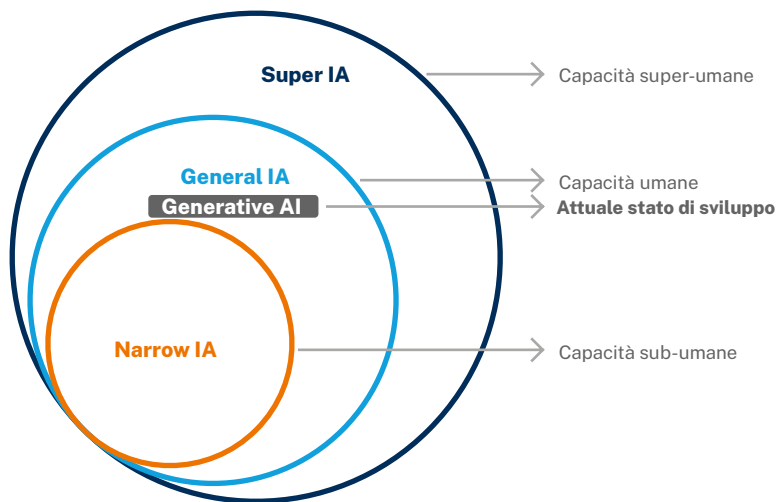 Super IA
Capacità super-umane
General IA
Capacità umane
Generative AI
Attuale stato di sviluppo
Narrow IA
Capacità sub-umane